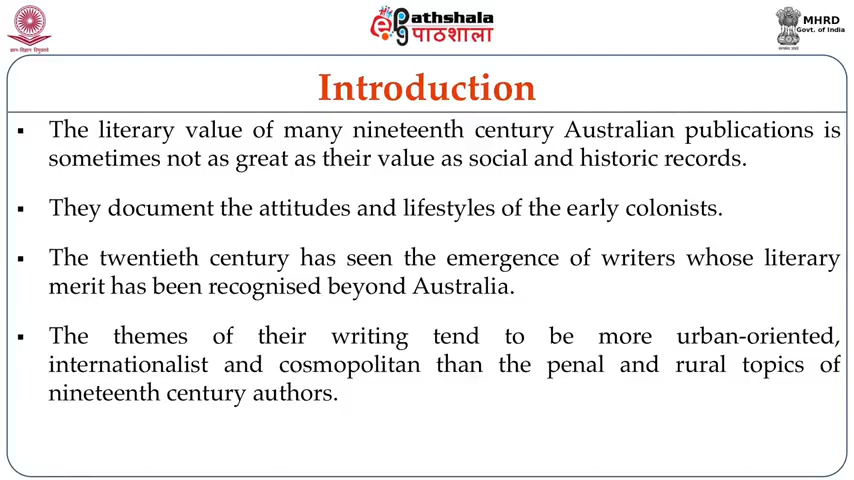 ePathshala
पाठशाला
MHRD
Govt. of India
Introduction
▪ The literary value of many nineteenth century Australian publications is
sometimes not as great as their value as social and historic records.
▪ They document the attitudes and lifestyles of the early colonists.
▪ The twentieth century has seen the emergence of writers whose literary
merit has been recognised beyond Australia.
▪ The themes of their writing tend to be more urban-oriented,
internationalist and cosmopolitan than the penal and rural topics of
nineteenth century authors.